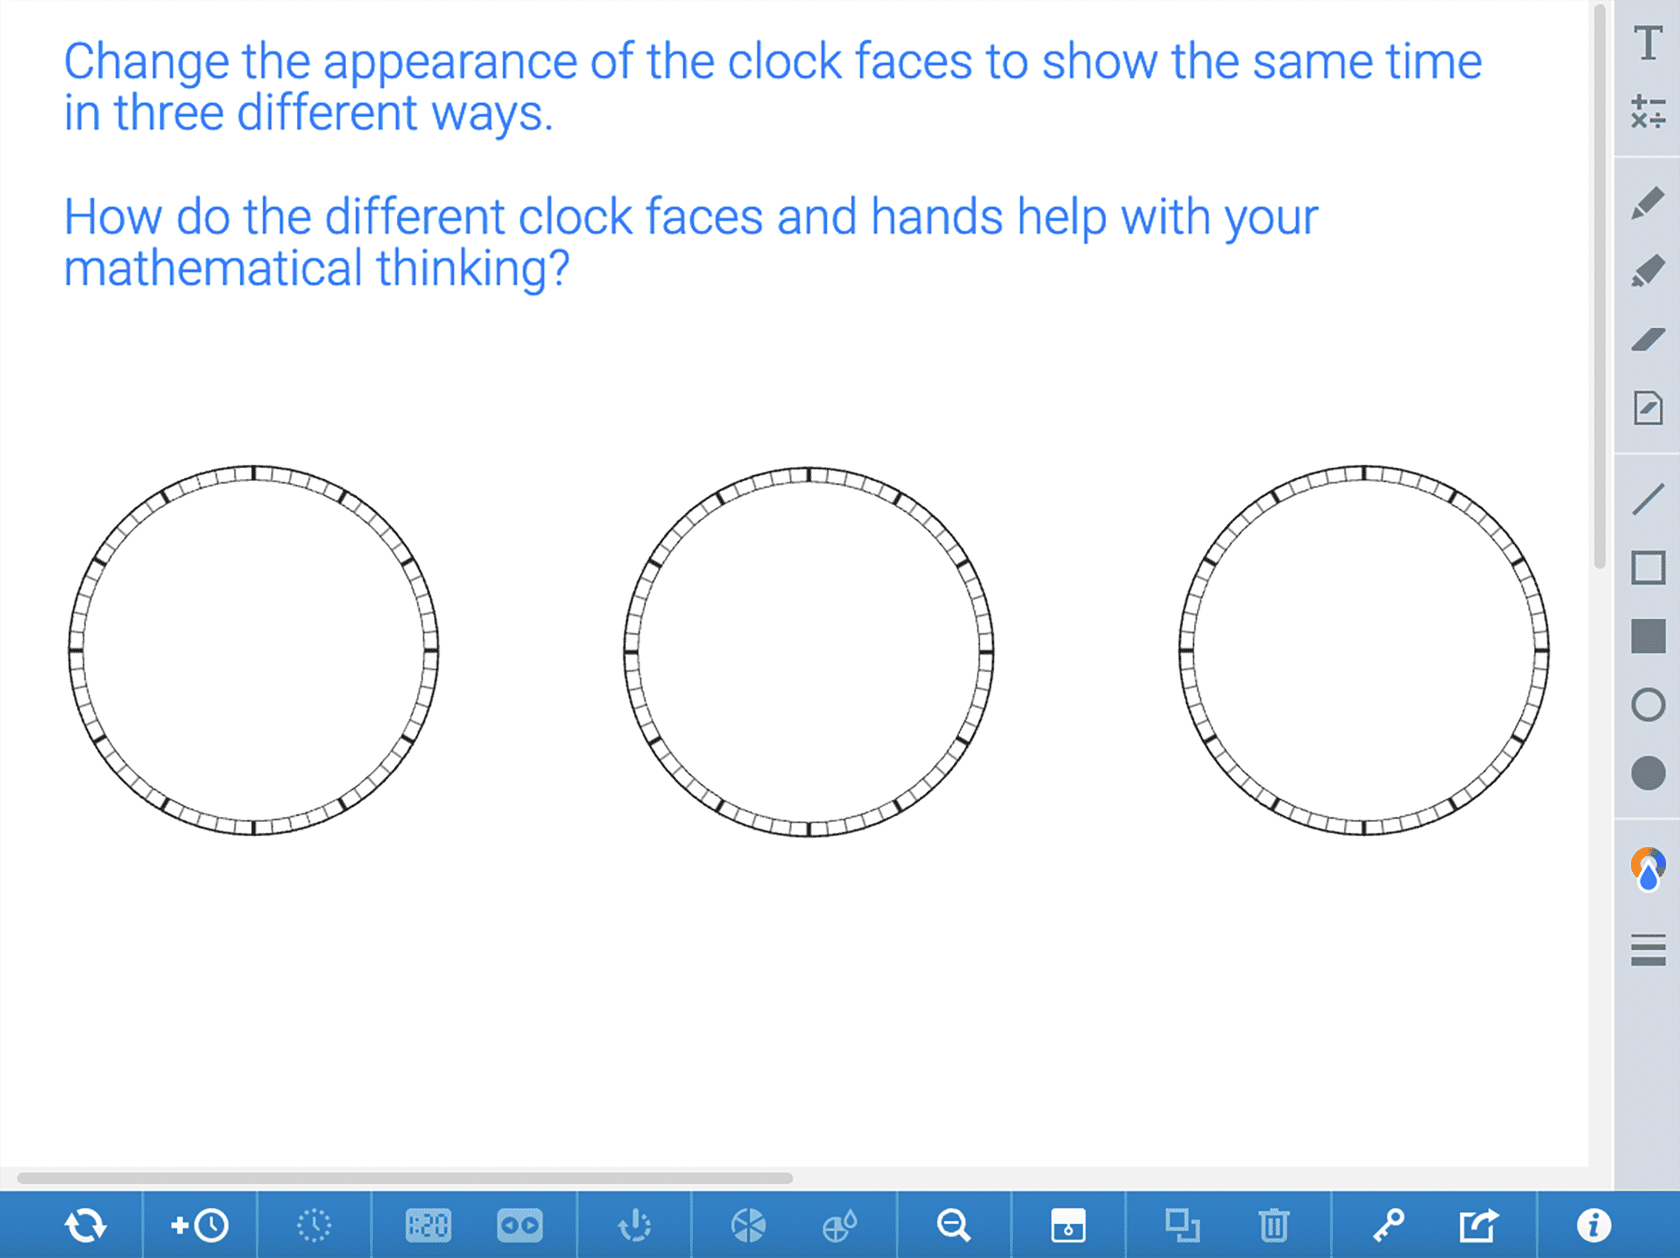 Change the appearance of the clock faces to show the same time
in three different ways.
How do the different clock faces and hands help with your
mathematical thinking?
T
1:20